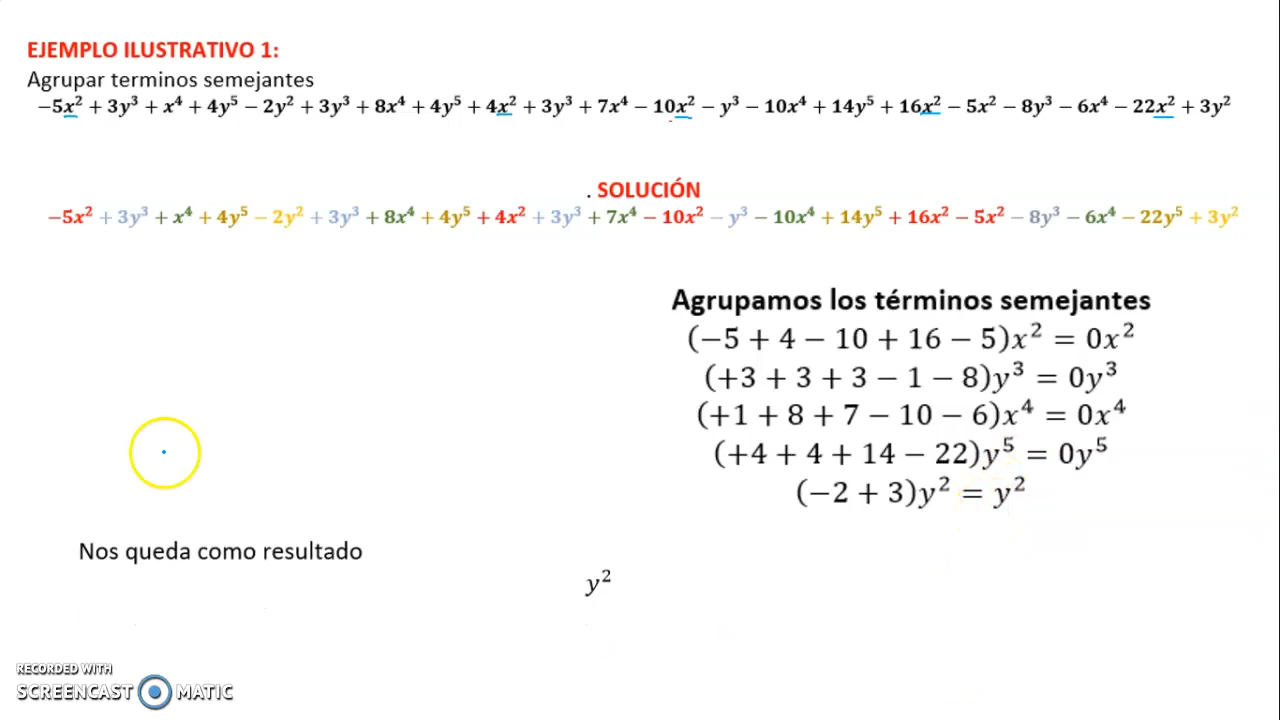 EJEMPLO ILUSTRATIVO 1:
Agrupar terminos semejantes
−5x² + 3y³ + x⁴ + 4y⁵ − 2y² + 3y³ + 8x⁴ + 4y⁵ + 4x² + 3y³ + 7x⁴ − 10x² − y³ − 10x⁴ + 14y⁵ + 16x² − 5x² − 8y³ − 6x⁴ − 22x² + 3y²
. SOLUCIÓN
−5x² + 3y³ + x⁴ + 4y⁵ − 2y² + 3y³ + 8x⁴ + 4y⁵ + 4x² + 3y³ + 7x⁴ − 10x² − y³ − 10x⁴ + 14y⁵ + 16x² − 5x² − 8y³ − 6x⁴ − 22y⁵ + 3y²
Agrupamos los términos semejantes
(−5 + 4 − 10 + 16 − 5)x² = 0x²
(+3 + 3 + 3 − 1 − 8)y³ = 0y³
(+1 + 8 + 7 − 10 − 6)x⁴ = 0x⁴
(+4 + 4 + 14 − 22)y⁵ = 0y⁵
(−2 + 3)y² = y²
Nos queda como resultado
y²
RECORDED WITH
SCREENCAST MATIC